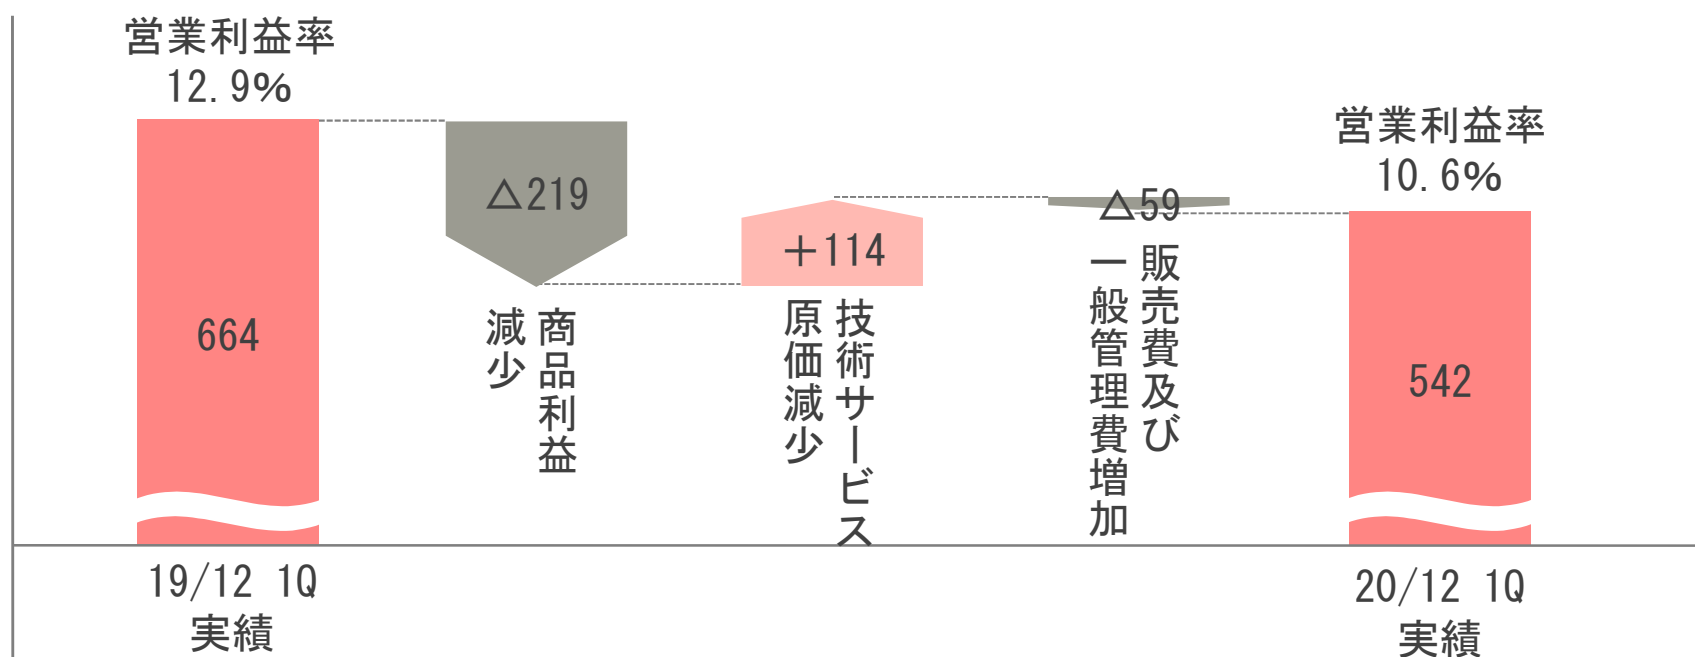 営業利益率
12.9%
664
19/12 1Q
実績
△219
商品利益
減少
+114
技術サービス
原価減少
△59
販売費及び
一般管理費増加
営業利益率
10.6%
542
20/12 1Q
実績